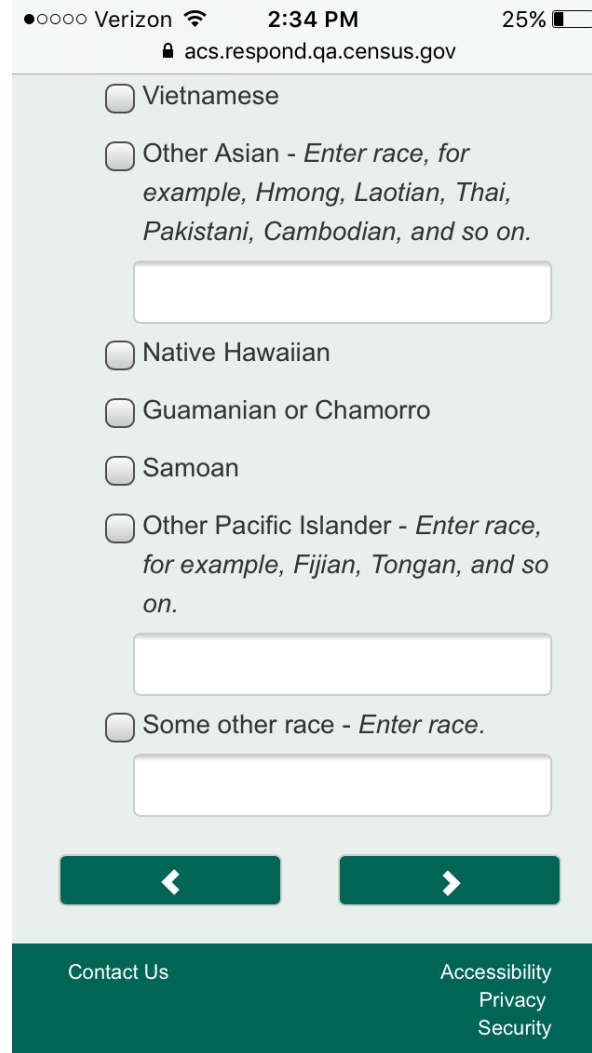 Verizon 2:34 PM 25%
acs.respond.qa.census.gov
Vietnamese
Other Asian - Enter race, for
example, Hmong, Laotian, Thai,
Pakistani, Cambodian, and so on.
Native Hawaiian
Guamanian or Chamorro
Samoan
Other Pacific Islander - Enter race,
for example, Fijian, Tongan, and so
on.
Some other race - Enter race.
Contact Us Accessibility
Privacy
Security